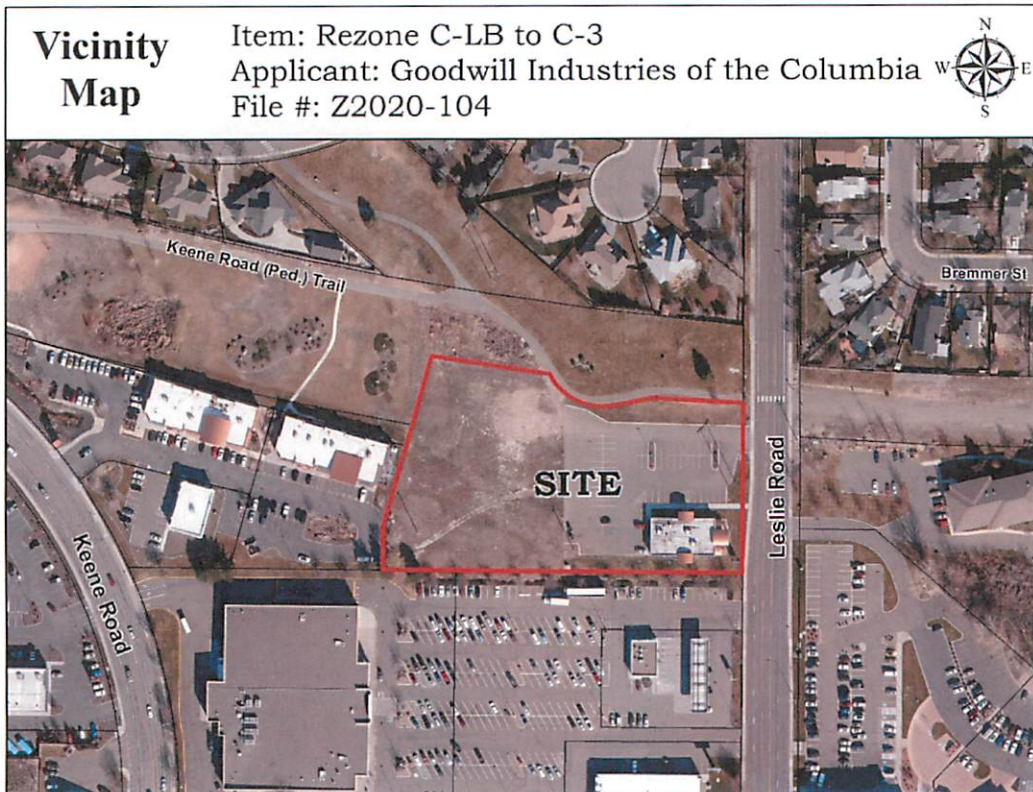 Vicinity
Map
Item: Rezone C-LB to C-3
Applicant: Goodwill Industries of the Columbia
File #: Z2020-104
N
W
E
S
Keene Road (Ped.) Trail
Bremmer St
SITE
Leslie Road
Keene Road